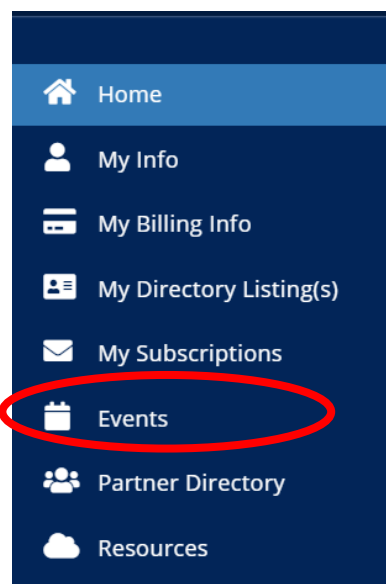 Home
My Info
My Billing Info
My Directory Listing(s)
My Subscriptions
Events
Partner Directory
Resources